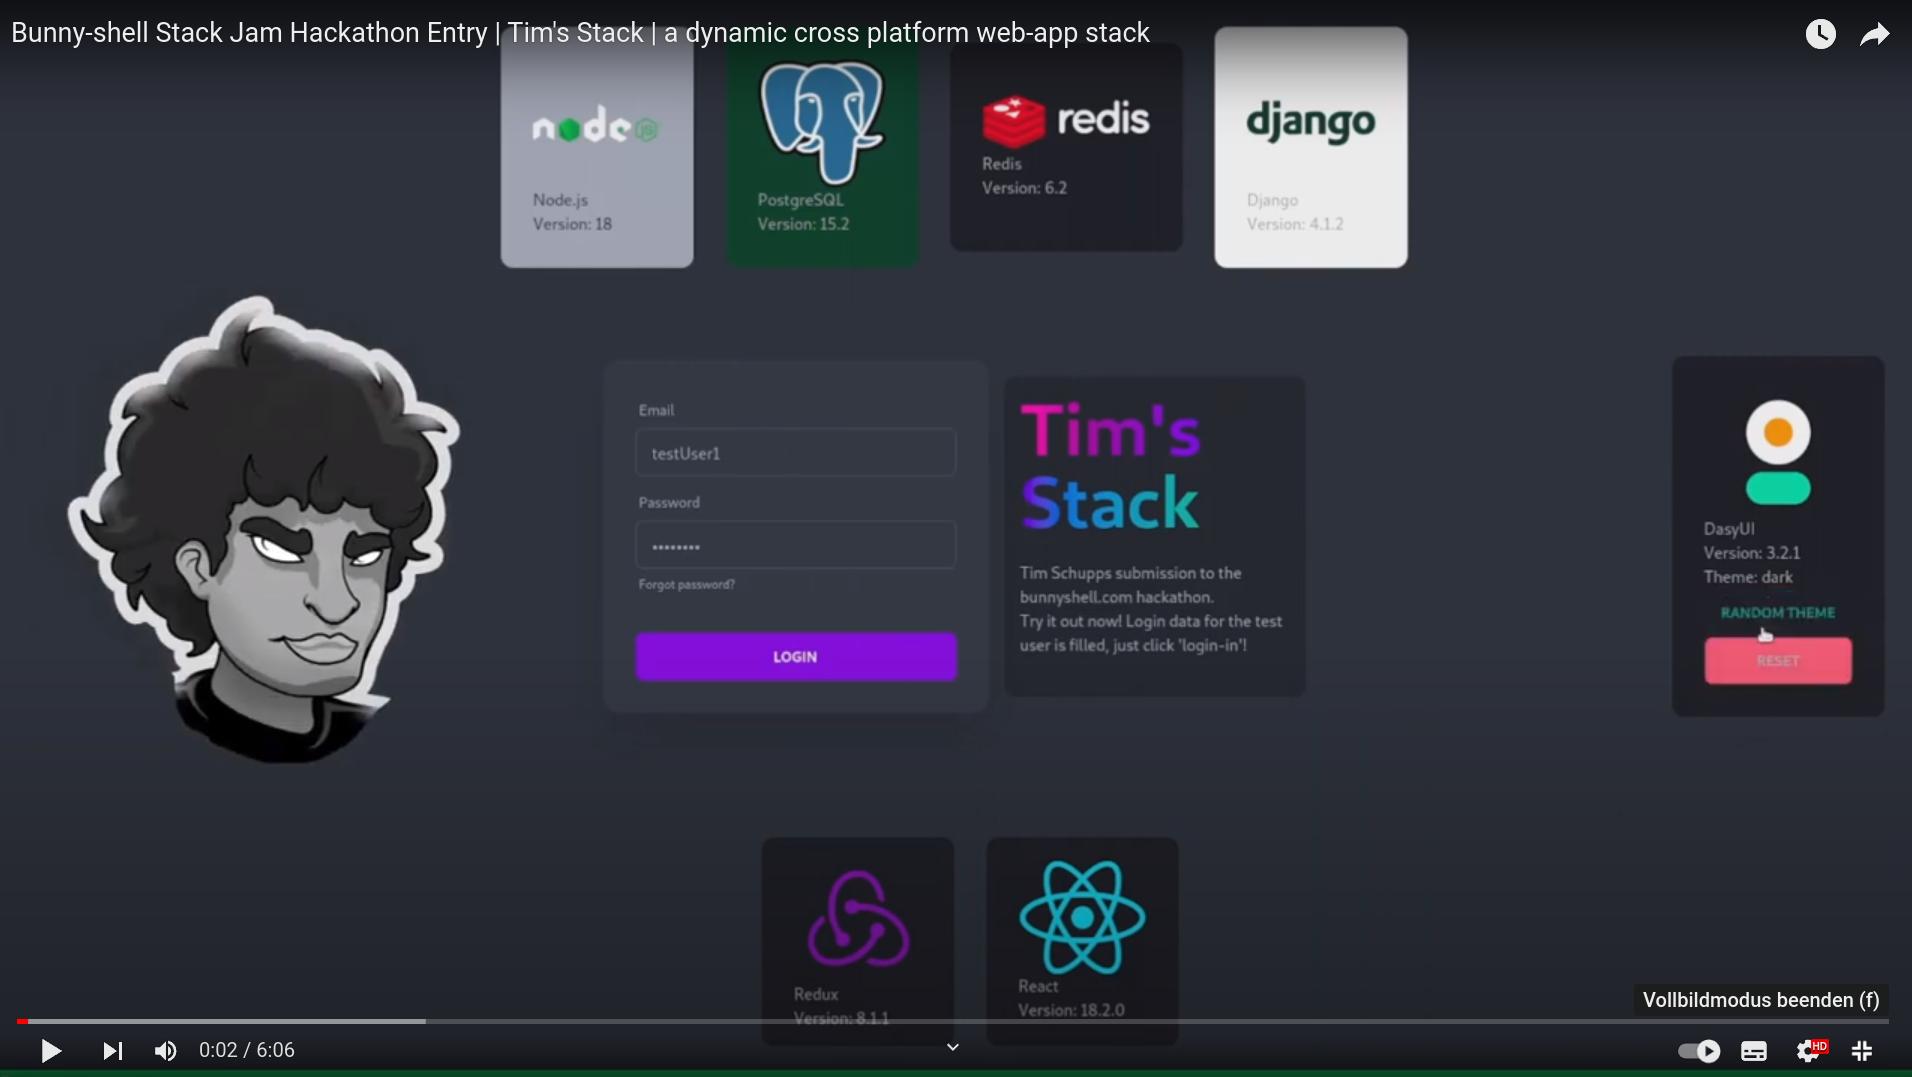 Bunny-shell Stack Jam Hackathon Entry | Tim's Stack | a dynamic cross platform web-app stack
node JS
Node.js
Version: 18
PostgreSQL
Version: 15.2
redis
Redis
Version: 6.2
django
Django
Version: 4.1.2
Email
testUser1
Password
••••••••
Forgot password?
LOGIN
Tim's
Stack
Tim Schupps submission to the
bunnyshell.com hackathon.
Try it out now! Login data for the test
user is filled, just click 'login-in'!
DasyUI
Version: 3.2.1
Theme: dark
RANDOM THEME
RESET
Redux
Version: 8.1.1
React
Version: 18.2.0
Vollbildmodus beenden (f)
0:02 / 6:06
HD